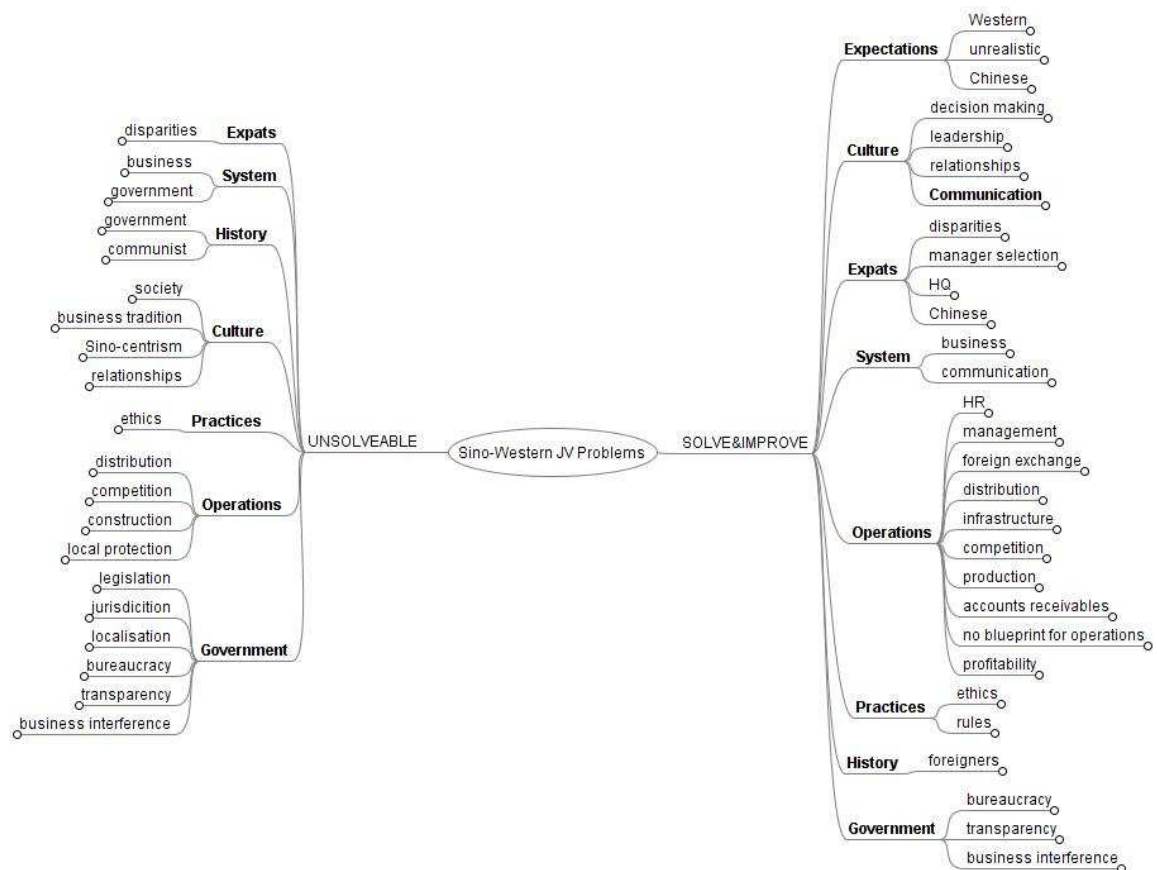 Sino-Western JV Problems
UNSOLVEABLE
Expats
disparities
System
business
government
History
government
communist
Culture
society
business tradition
Sino-centrism
relationships
Practices
ethics
Operations
distribution
competition
construction
local protection
Government
legislation
jurisdicition
localisation
bureaucracy
transparency
business interference
SOLVE&IMPROVE
Expectations
Western
unrealistic
Chinese
Culture
decision making
leadership
relationships
Communication
Expats
disparities
manager selection
HQ
Chinese
System
business
communication
Operations
HR
management
foreign exchange
distribution
infrastructure
competition
production
accounts receivables
no blueprint for operations
profitability
Practices
ethics
rules
History
foreigners
Government
bureaucracy
transparency
business interference